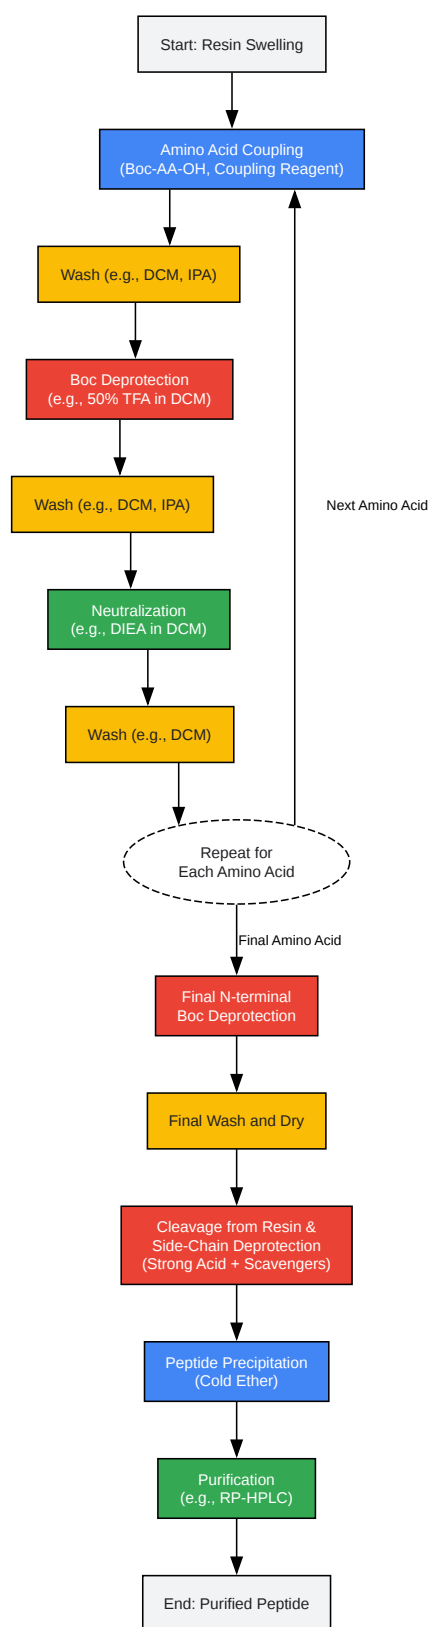 Start: Resin Swelling
Amino Acid Coupling
(Boc-AA-OH, Coupling Reagent)
Wash (e.g., DCM, IPA)
Boc Deprotection
(e.g., 50% TFA in DCM)
Wash (e.g., DCM, IPA)
Next Amino Acid
Neutralization
(e.g., DIEA in DCM)
Wash (e.g., DCM)
Repeat for
Each Amino Acid
Final Amino Acid
Final N-terminal
Boc Deprotection
Final Wash and Dry
Cleavage from Resin &
Side-Chain Deprotection
(Strong Acid + Scavengers)
Peptide Precipitation
(Cold Ether)
Purification
(e.g., RP-HPLC)
End: Purified Peptide